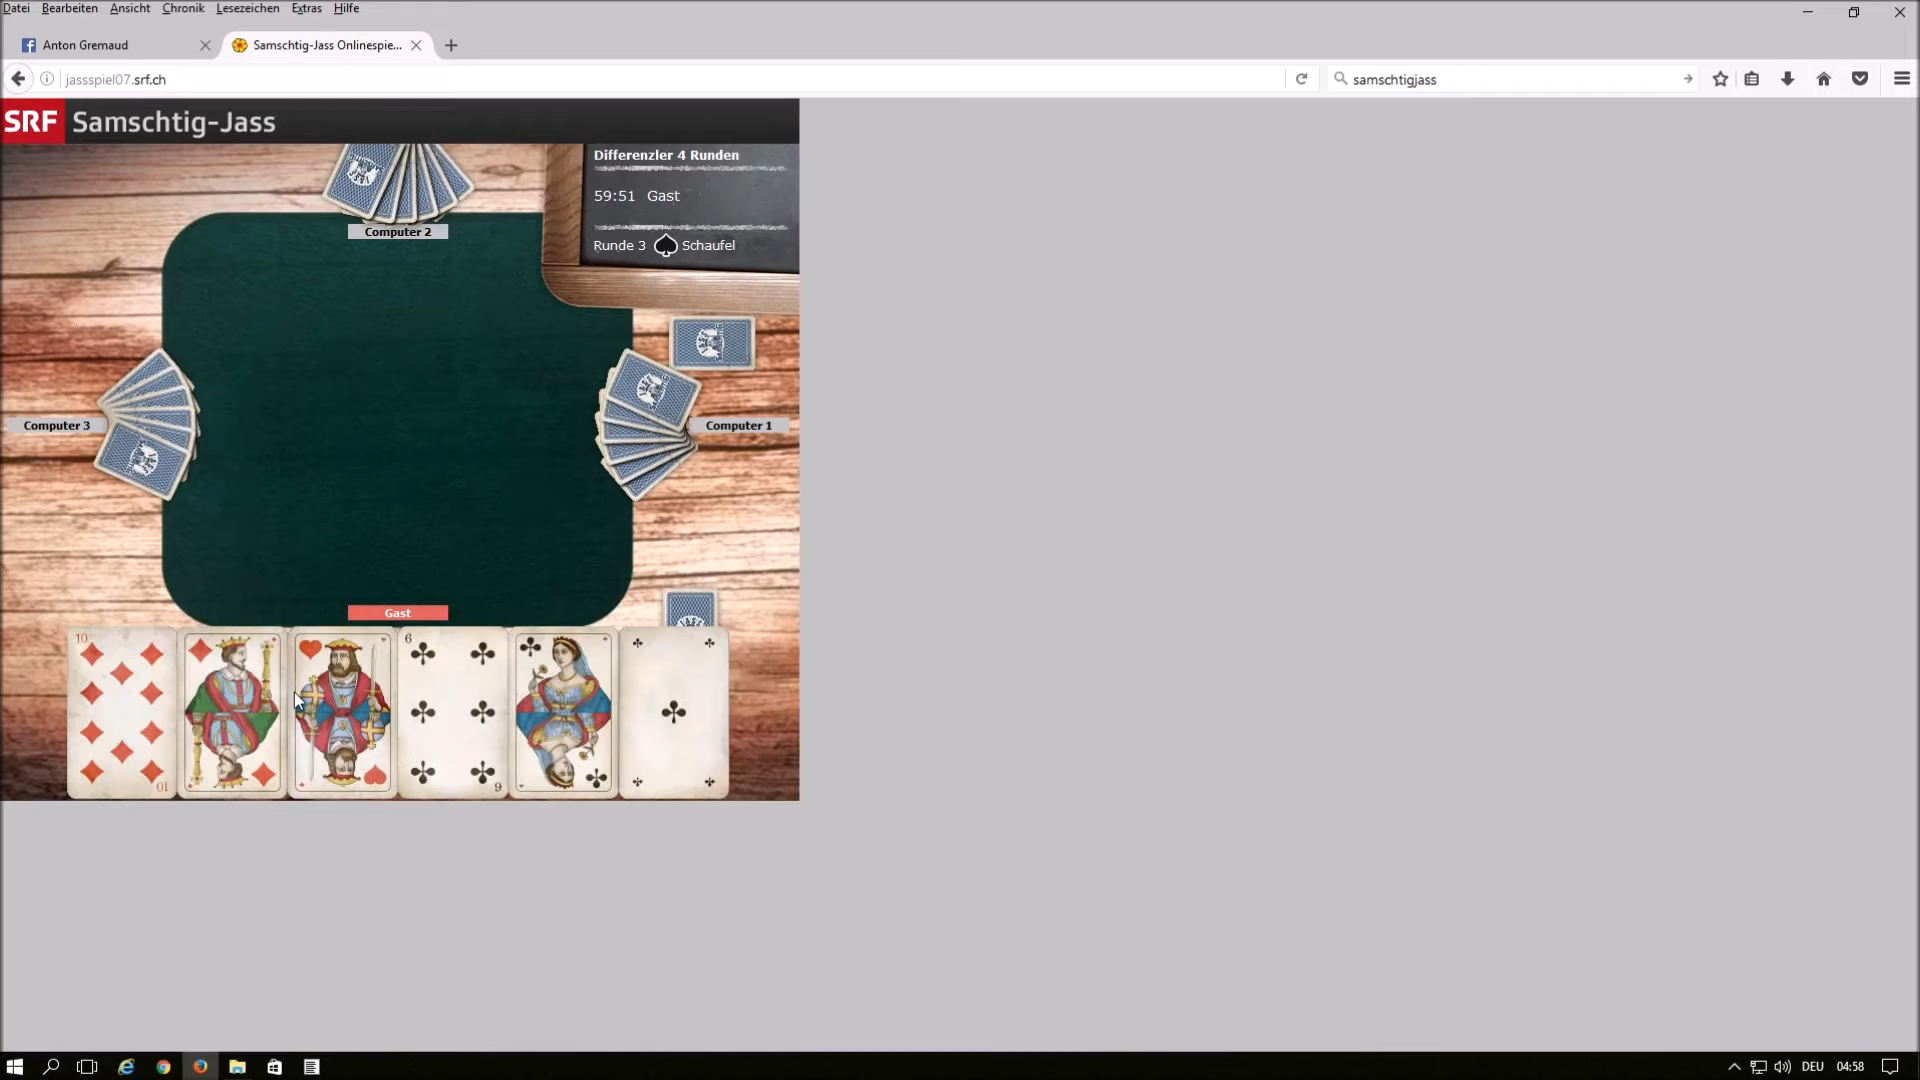 Datei Bearbeiten Ansicht Chronik Lesezeichen Extras Hilfe
Anton Gremaud
Samschtig-Jass Onlinespie...
jassspiel07.srf.ch
samschtigjass
SRF Samschtig-Jass
Differenzler 4 Runden
59:51 Gast
Runde 3 Schaufel
Computer 2
Computer 3
Computer 1
Gast
10
10
6
6
DEU 04:58